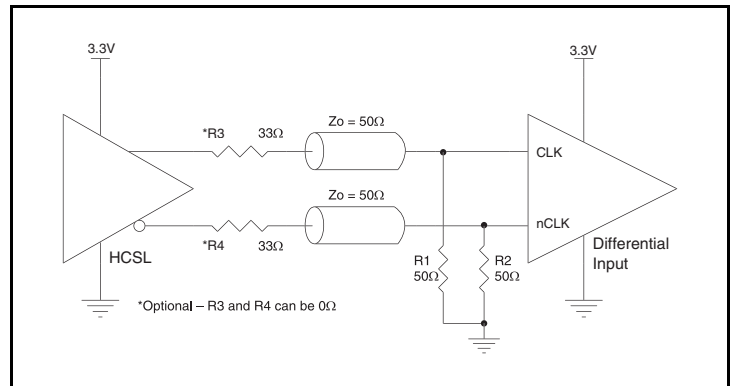 3.3V
3.3V
*R3
33Ω
Zo = 50Ω
CLK
Zo = 50Ω
nCLK
*R4
33Ω
HCSL
R1
50Ω
R2
50Ω
Differential
Input
*Optional – R3 and R4 can be 0Ω